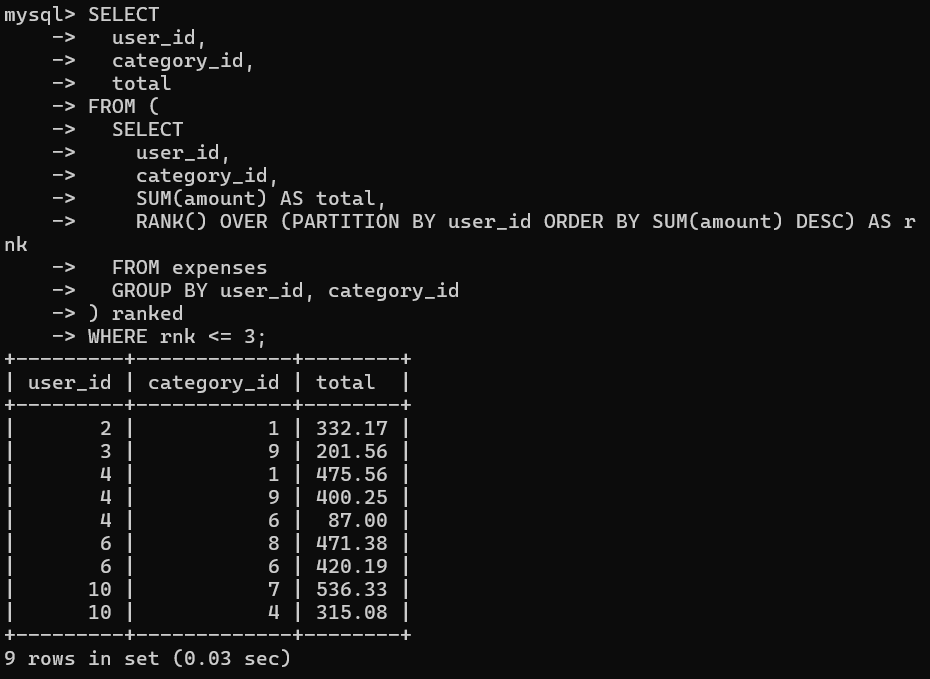 mysql> SELECT
    ->   user_id,
    ->   category_id,
    ->   total
    -> FROM (
    ->   SELECT
    ->     user_id,
    ->     category_id,
    ->     SUM(amount) AS total,
    ->     RANK() OVER (PARTITION BY user_id ORDER BY SUM(amount) DESC) AS r
nk
    ->   FROM expenses
    ->   GROUP BY user_id, category_id
    -> ) ranked
    -> WHERE rnk <= 3;
+---------+-------------+--------+
| user_id | category_id | total  |
+---------+-------------+--------+
|       2 |           1 | 332.17 |
|       3 |           9 | 201.56 |
|       4 |           1 | 475.56 |
|       4 |           9 | 400.25 |
|       4 |           6 |  87.00 |
|       6 |           8 | 471.38 |
|       6 |           6 | 420.19 |
|      10 |           7 | 536.33 |
|      10 |           4 | 315.08 |
+---------+-------------+--------+
9 rows in set (0.03 sec)